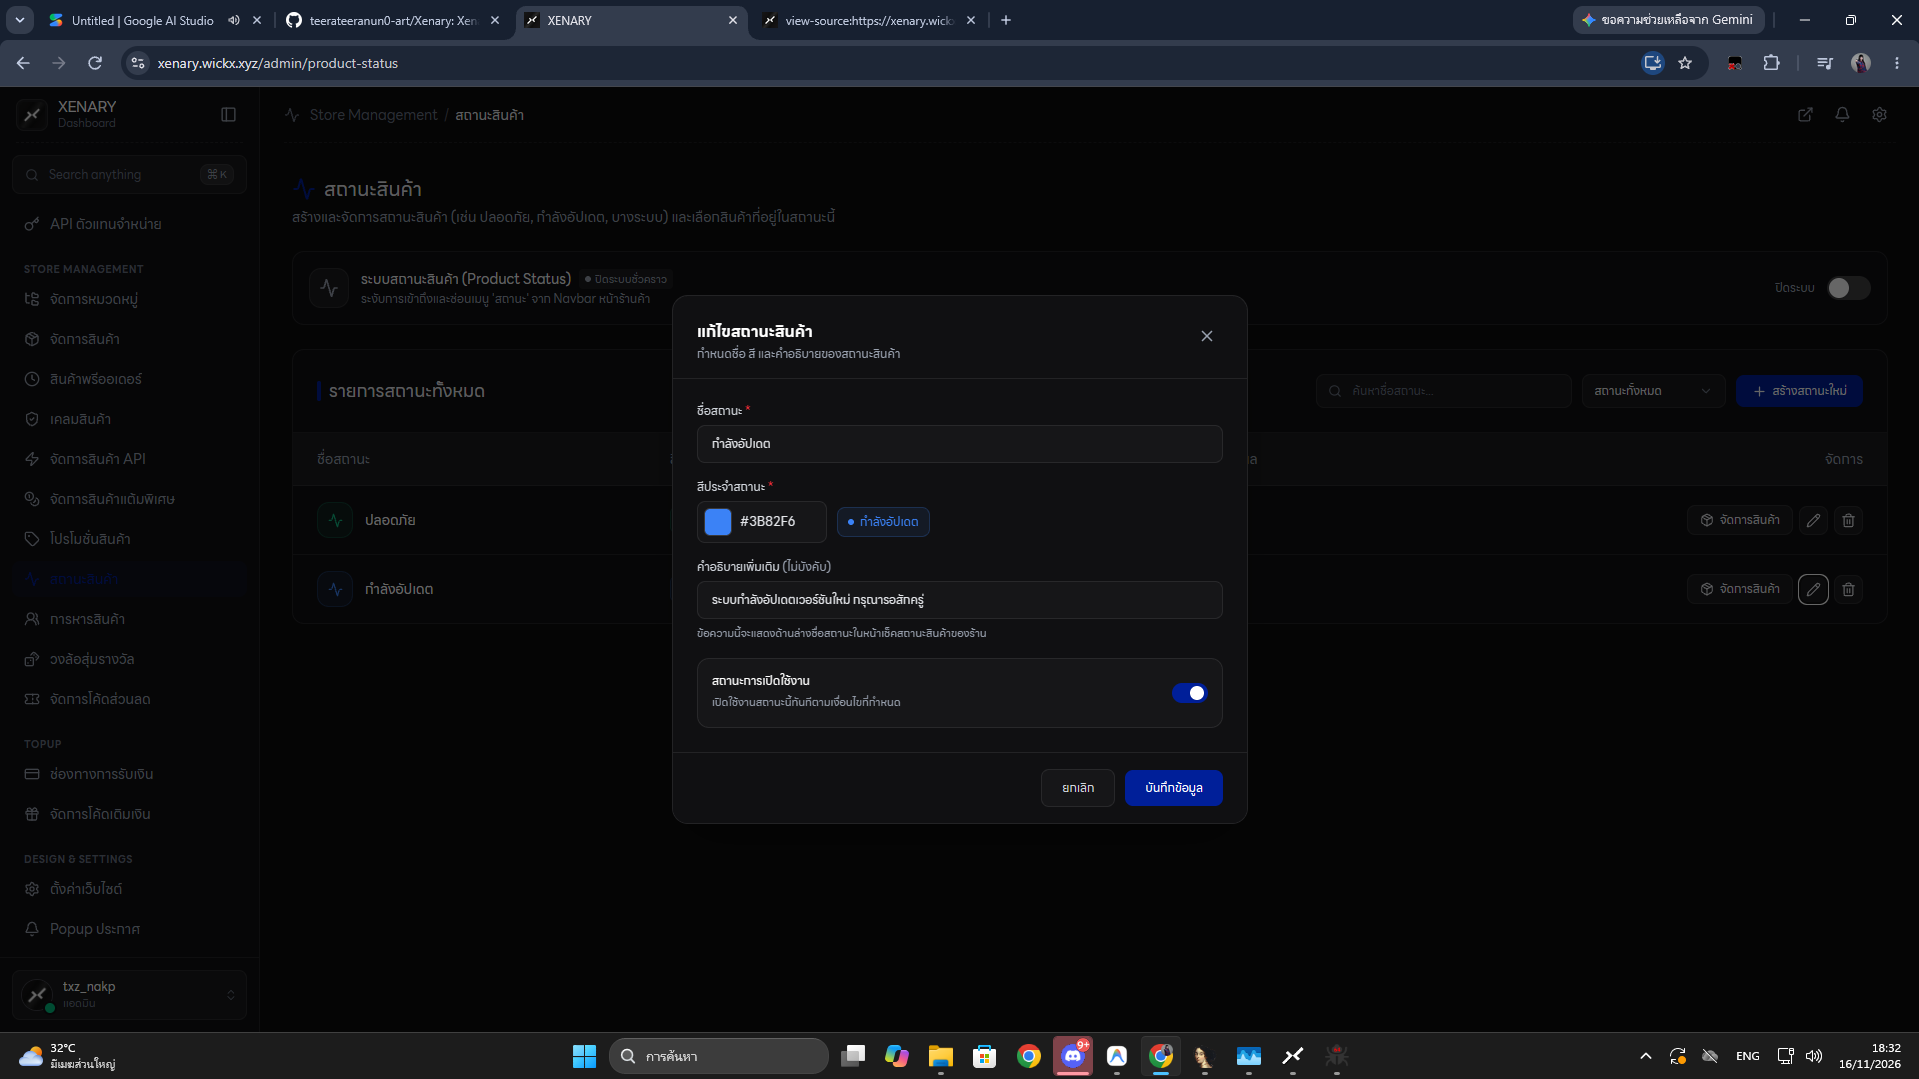 Untitled | Google AI Studio
teerateeranun0-art/Xenary: Xen
XENARY
view-source:https://xenary.wickx
ขอความช่วยเหลือจาก Gemini
xenary.wickx.xyz/admin/product-status
XENARY
Dashboard
Search anything
⌘K
API ตัวแทนจำหน่าย
STORE MANAGEMENT
จัดการหมวดหมู่
จัดการสินค้า
สินค้าพรีออเดอร์
เคลมสินค้า
จัดการสินค้า API
จัดการสินค้าแต้มพิเศษ
โปรโมชั่นสินค้า
สถานะสินค้า
การหารสินค้า
วงล้อสุ่มรางวัล
จัดการโค้ดส่วนลด
TOPUP
ช่องทางการรับเงิน
จัดการโค้ดเติมเงิน
DESIGN & SETTINGS
ตั้งค่าเว็บไซต์
Popup ประกาศ
txz_nakp
แอดมิน
Store Management / สถานะสินค้า
สถานะสินค้า
สร้างและจัดการสถานะสินค้า (เช่น ปลอดภัย, กำลังอัปเดต, บางระบบ) และเลือกสินค้าที่อยู่ในสถานะนี้
ระบบสถานะสินค้า (Product Status)
ปิดระบบชั่วคราว
ระงับการเข้าถึงและซ่อนเมนู 'สถานะ' จาก Navbar หน้าร้านค้า
ปิดระบบ
รายการสถานะทั้งหมด
ค้นหาชื่อสถานะ...
สถานะทั้งหมด
สร้างสถานะใหม่
ชื่อสถานะ
จัดการ
ปลอดภัย
จัดการสินค้า
กำลังอัปเดต
จัดการสินค้า
แก้ไขสถานะสินค้า
กำหนดชื่อ สี และคำอธิบายของสถานะสินค้า
ชื่อสถานะ *
กำลังอัปเดต
สีประจำสถานะ *
#3B82F6
กำลังอัปเดต
คำอธิบายเพิ่มเติม (ไม่บังคับ)
ระบบกำลังอัปเดตเวอร์ชันใหม่ กรุณารอสักครู่
ข้อความนี้จะแสดงด้านล่างชื่อสถานะในหน้าเช็คสถานะสินค้าของร้าน
สถานะการเปิดใช้งาน
เปิดใช้งานสถานะนี้ทันทีตามเงื่อนไขที่กำหนด
ยกเลิก
บันทึกข้อมูล
32°C
มีเมฆส่วนใหญ่
การค้นหา
9+
ENG
18:32
16/11/2026